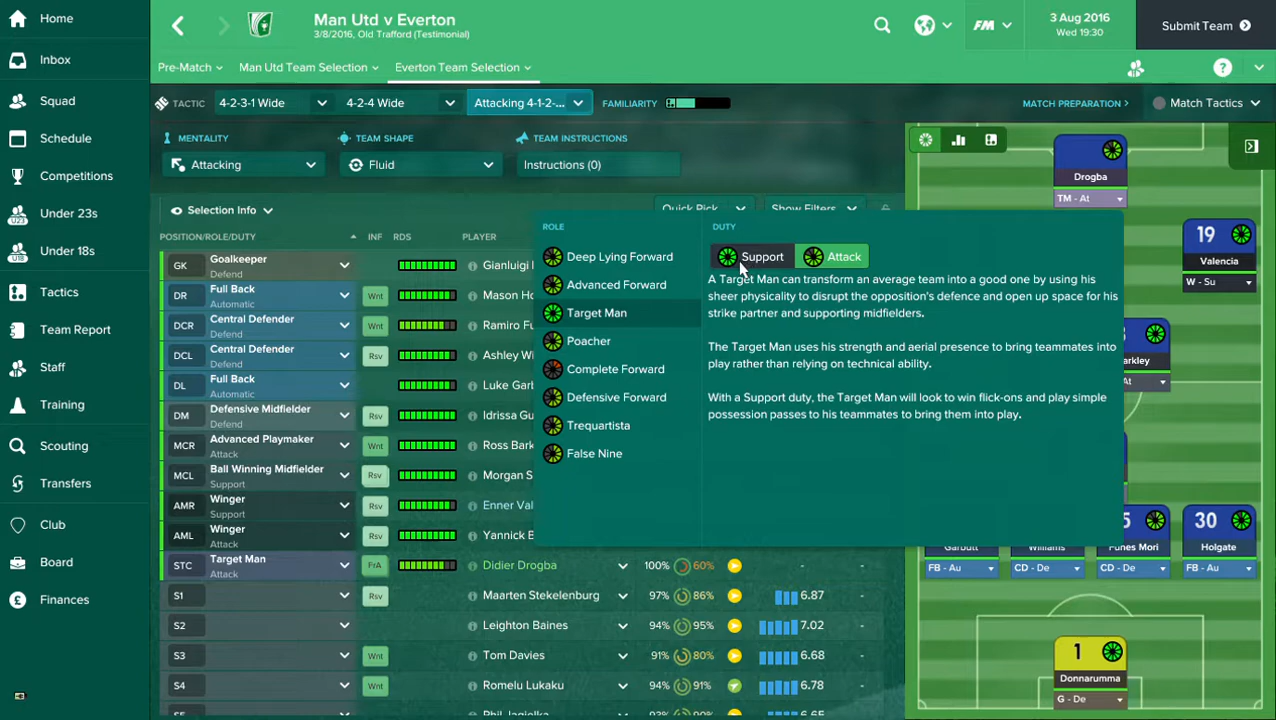 Home
Inbox
Squad
Schedule
Competitions
U23
Under 23s
U18
Under 18s
Tactics
Team Report
Staff
Training
Scouting
Transfers
Club
Board
Finances
Man Utd v Everton
3/8/2016, Old Trafford (Testimonial)
FM
3 Aug 2016
Wed 19:30
Submit Team
Pre-Match
Man Utd Team Selection
Everton Team Selection
?
TACTIC
4-2-3-1 Wide
4-2-4 Wide
Attacking 4-1-2-...
FAMILIARITY
MATCH PREPARATION >
Match Tactics
MENTALITY
Attacking
TEAM SHAPE
Fluid
TEAM INSTRUCTIONS
Instructions (0)
Selection Info
Quick Pick
Show Filters
POSITION/ROLE/DUTY INF RDS PLAYER
GK Goalkeeper Defend Gianluigi
DR Full Back Automatic Wnt Mason Ho
DCR Central Defender Defend Wnt Ramiro Fu
DCL Central Defender Defend Rsv Ashley Wi
DL Full Back Automatic Luke Garb
DM Defensive Midfielder Defend Rsv Idrissa Gu
MCR Advanced Playmaker Attack Wnt Ross Bark
MCL Ball Winning Midfielder Support Rsv Morgan S
AMR Winger Support Rsv Enner Val
AML Winger Attack Rsv Yannick B
STC Target Man Attack FrA Didier Drogba 100% 60% - -
S1 Rsv Maarten Stekelenburg 97% 86% 6.87 -
S2 Leighton Baines 94% 95% 7.02 -
S3 Wnt Tom Davies 91% 80% 6.68 -
S4 Wnt Romelu Lukaku 94% 91% 6.78 -
ROLE
Deep Lying Forward
Advanced Forward
Target Man
Poacher
Complete Forward
Defensive Forward
Trequartista
False Nine
DUTY
Support
Attack
A Target Man can transform an average team into a good one by using his
sheer physicality to disrupt the opposition's defence and open up space for his
strike partner and supporting midfielders.
The Target Man uses his strength and aerial presence to bring teammates into
play rather than relying on technical ability.
With a Support duty, the Target Man will look to win flick-ons and play simple
possession passes to his teammates to bring them into play.
Drogba
TM - At
19
Valencia
W - Su
rkley
At
30
Garbutt
Williams
Funes Mori
Holgate
FB - Au
CD - De
CD - De
FB - Au
1
Donnarumma
G - De